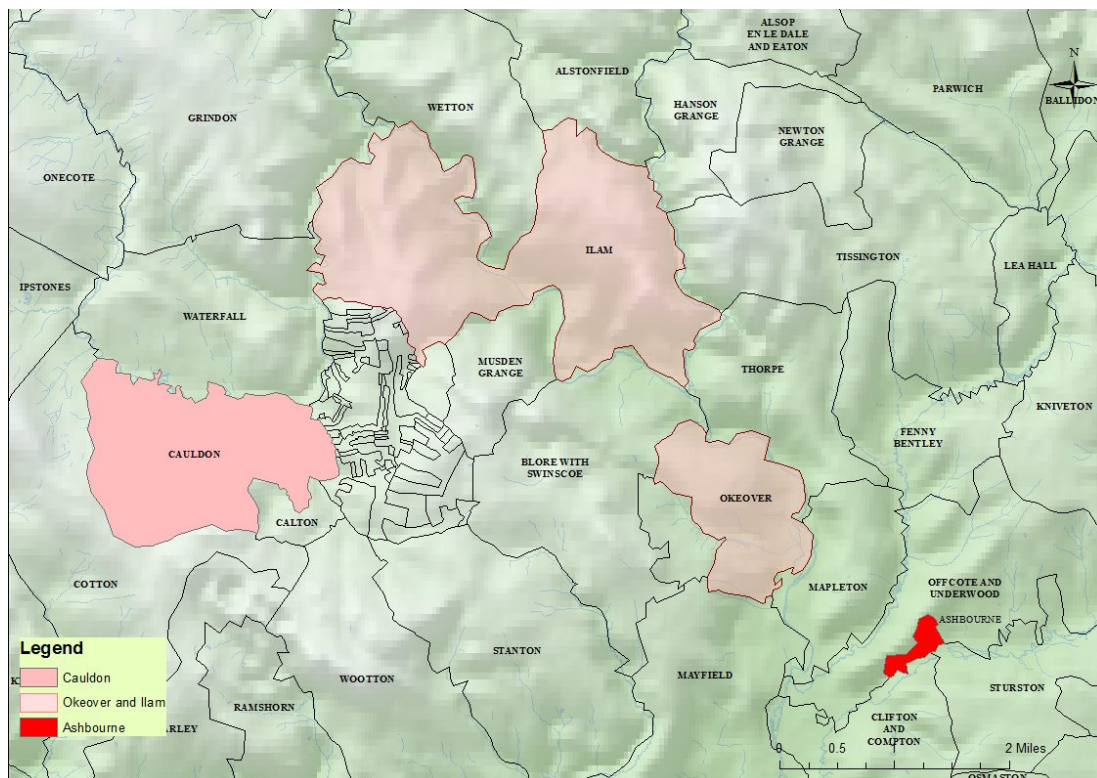 ALSOP
EN LE DALE
AND EATON
N
ALSTONFIELD
PARWICH
WETTON
HANSON
GRANGE
BALLIDON
GRINDON
NEWTON
GRANGE
ONECOTE
ILAM
TISSINGTON
LEA HALL
IPSTONES
WATERFALL
MUSDEN
GRANGE
THORPE
KNIVETON
FENNY
BENTLEY
CAULDON
BLORE WITH
SWINSCOE
OKEOVER
CALTON
COTTON
MAPLETON
OFFCOTE AND
UNDERWOOD
ASHBOURNE
Legend
Cauldon
Okeover and Ilam
Ashbourne
K
ARLEY
RAMSHORN
WOOTTON
STANTON
MAYFIELD
STURSTON
CLIFTON
AND
COMPTON
0 0.5 1 2 Miles
OSMASTON